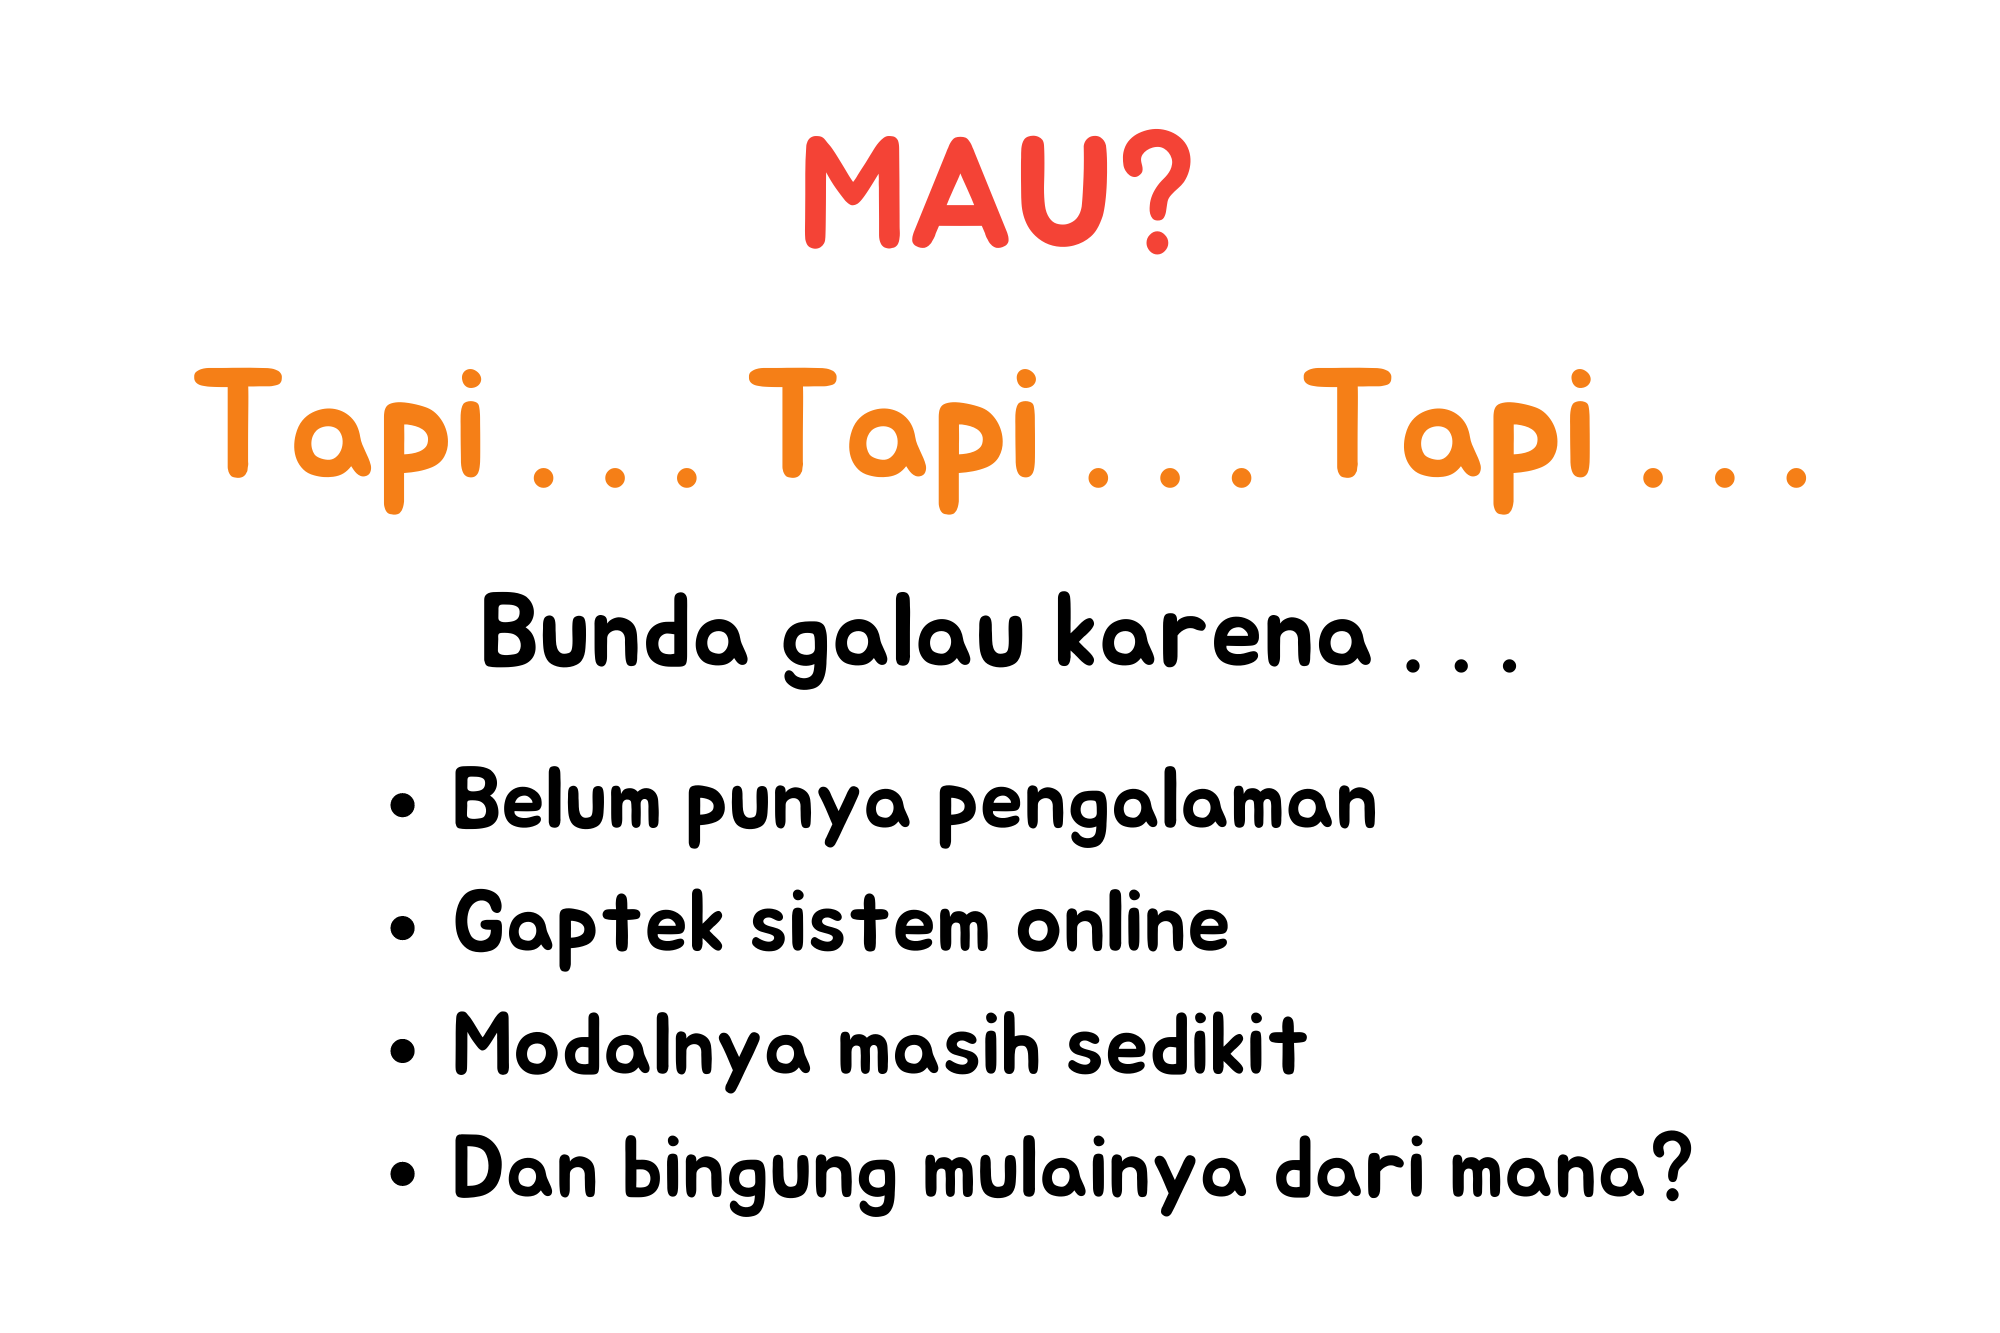 MAU?
Tapi . . . Tapi . . . Tapi . . .
Bunda galau karena . . .
• Belum punya pengalaman
• Gaptek sistem online
• Modalnya masih sedikit
• Dan bingung mulainya dari mana?